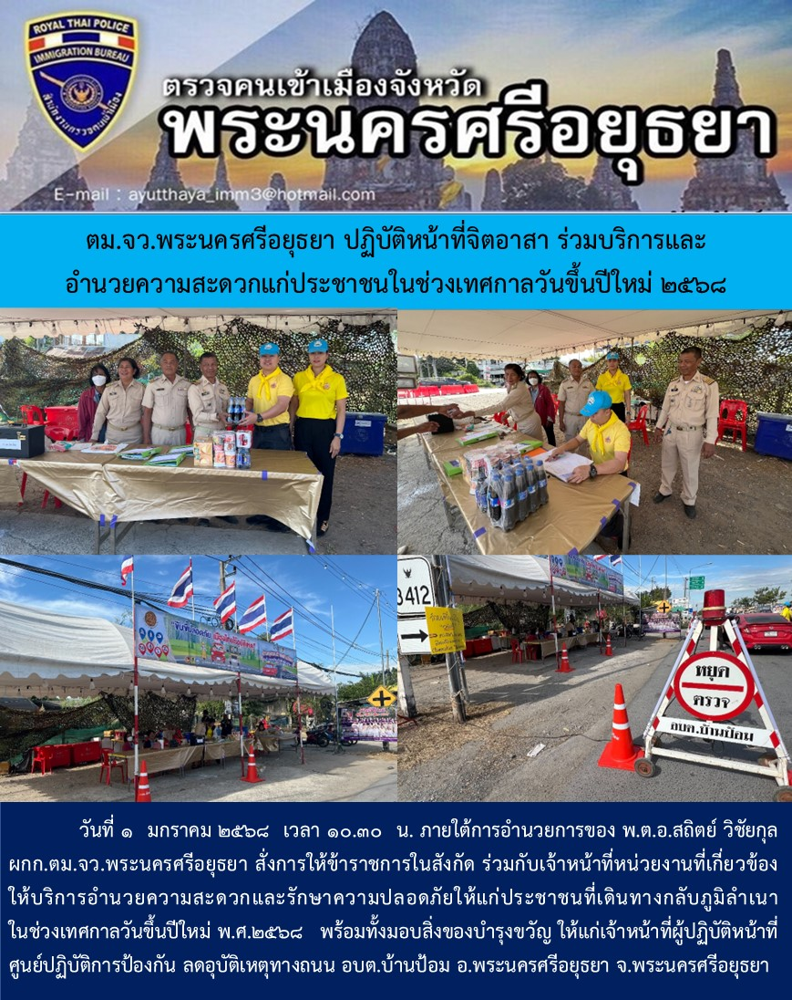 ROYAL THAI POLICE
IMMIGRATION BUREAU
สำนักงานตรวจคนเข้าเมือง
ตรวจคนเข้าเมืองจังหวัด
พระนครศรีอยุธยา
E-mail : ayutthaya_imm3@hotmail.com
ตม.จว.พระนครศรีอยุธยา ปฏิบัติหน้าที่จิตอาสา ร่วมบริการและ
อำนวยความสะดวกแก่ประชาชนในช่วงเทศกาลวันขึ้นปีใหม่ ๒๕๖๘
3412
หยุด
ตรวจ
อบต.บ้านป้อม
วันที่ ๑ มกราคม ๒๕๖๘ เวลา ๑๐.๓๐ น. ภายใต้การอำนวยการของ พ.ต.อ.สถิตย์ วิชัยกุล
ผกก.ตม.จว.พระนครศรีอยุธยา สั่งการให้ข้าราชการในสังกัด ร่วมกับเจ้าหน้าที่หน่วยงานที่เกี่ยวข้อง
ให้บริการอำนวยความสะดวกและรักษาความปลอดภัยให้แก่ประชาชนที่เดินทางกลับภูมิลำเนา
ในช่วงเทศกาลวันขึ้นปีใหม่ พ.ศ.๒๕๖๘ พร้อมทั้งมอบสิ่งของบำรุงขวัญ ให้แก่เจ้าหน้าที่ผู้ปฏิบัติหน้าที่
ศูนย์ปฏิบัติการป้องกัน ลดอุบัติเหตุทางถนน อบต.บ้านป้อม อ.พระนครศรีอยุธยา จ.พระนครศรีอยุธยา